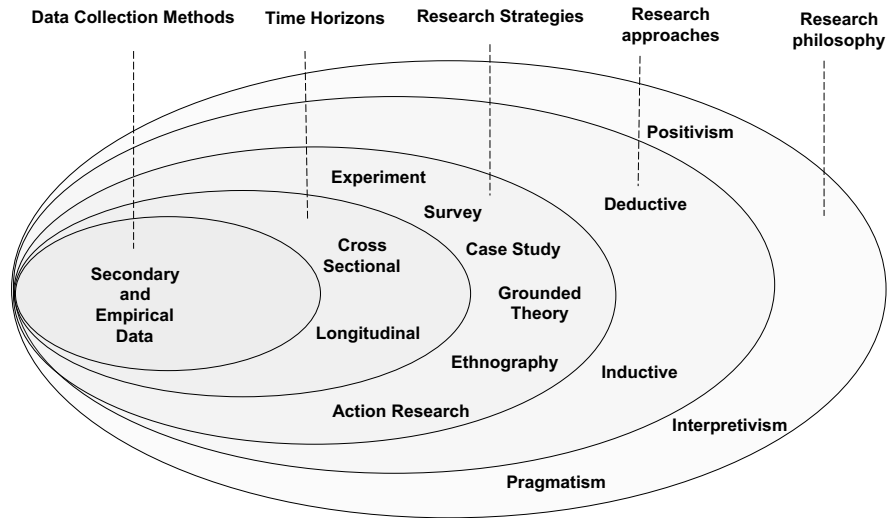 Data Collection Methods
Time Horizons
Research Strategies
Research
approaches
Research
philosophy
Positivism
Experiment
Deductive
Survey
Cross
Sectional
Case Study
Secondary
and
Empirical
Data
Grounded
Theory
Longitudinal
Ethnography
Inductive
Action Research
Interpretivism
Pragmatism